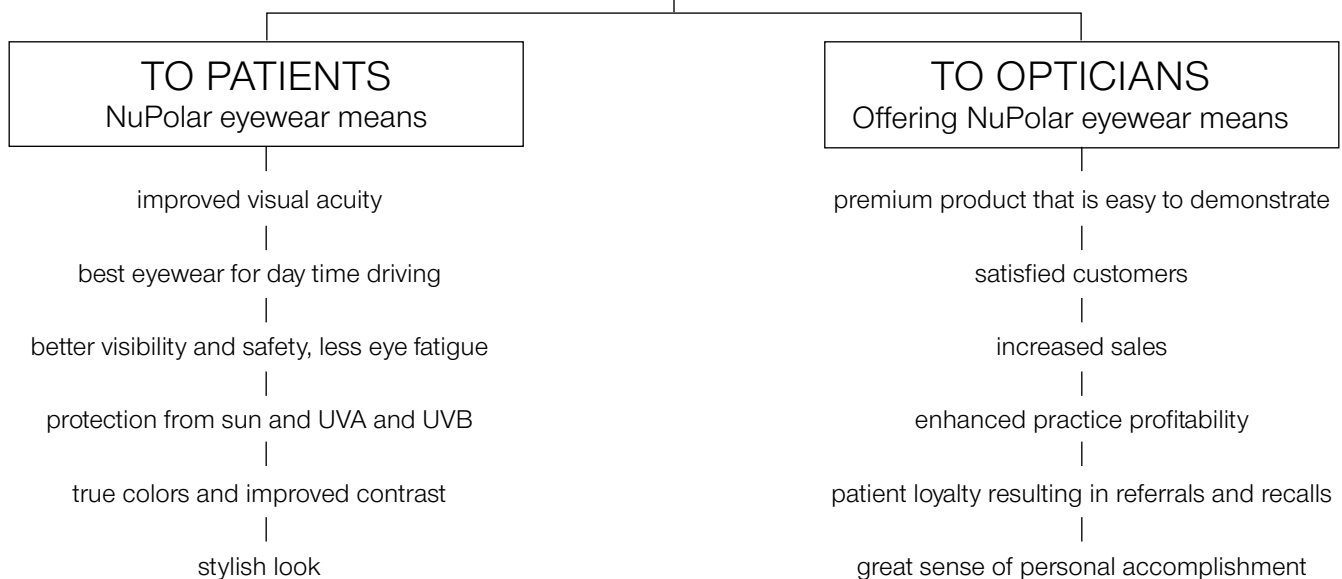 TO PATIENTS
NuPolar eyewear means
improved visual acuity
best eyewear for day time driving
better visibility and safety, less eye fatigue
protection from sun and UVA and UVB
true colors and improved contrast
stylish look
TO OPTICIANS
Offering NuPolar eyewear means
premium product that is easy to demonstrate
satisfied customers
increased sales
enhanced practice profitability
patient loyalty resulting in referrals and recalls
great sense of personal accomplishment